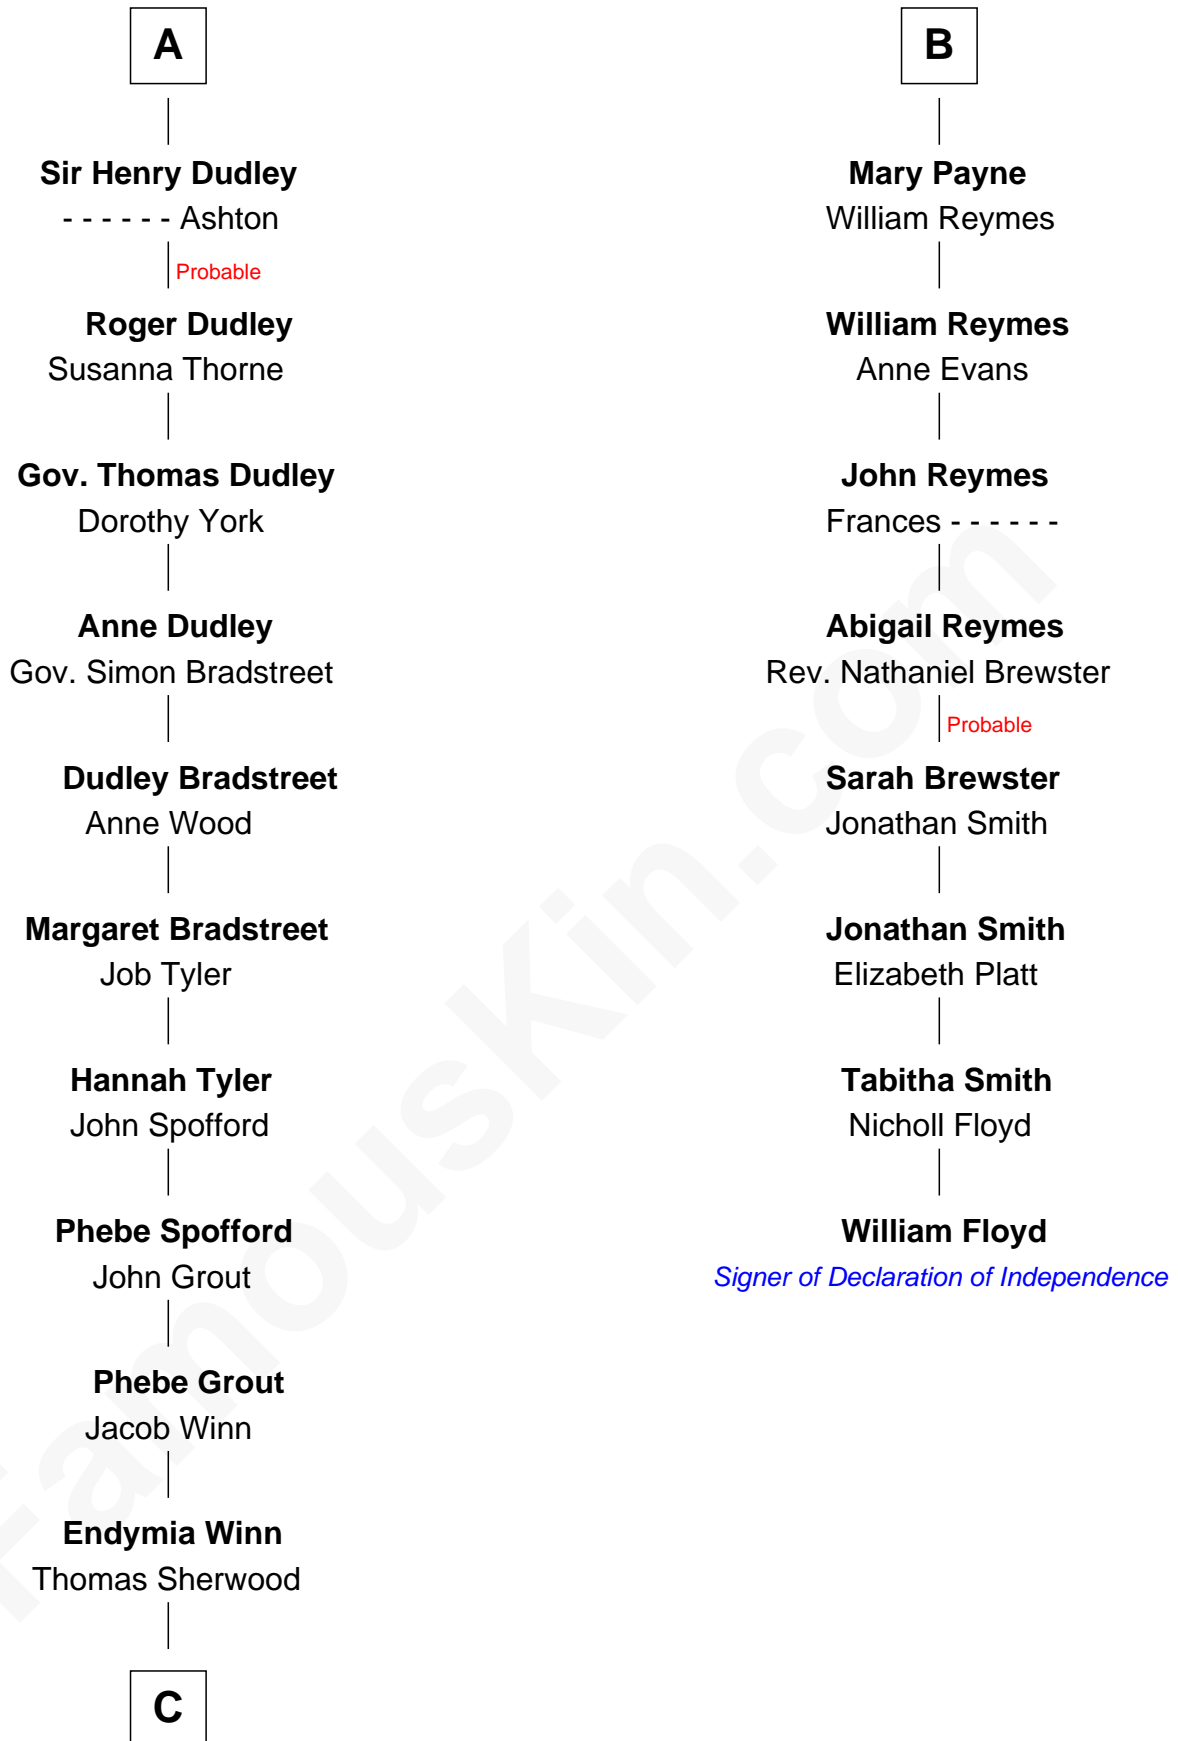 A
Sir Henry Dudley
- - - - - - Ashton
Probable
Roger Dudley
Susanna Thorne
Gov. Thomas Dudley
Dorothy York
Anne Dudley
Gov. Simon Bradstreet
Dudley Bradstreet
Anne Wood
Margaret Bradstreet
Job Tyler
Hannah Tyler
John Spofford
Phebe Spofford
John Grout
Phebe Grout
Jacob Winn
Endymia Winn
Thomas Sherwood
C
B
Mary Payne
William Reymes
William Reymes
Anne Evans
John Reymes
Frances - - - - - -
Abigail Reymes
Rev. Nathaniel Brewster
Probable
Sarah Brewster
Jonathan Smith
Jonathan Smith
Elizabeth Platt
Tabitha Smith
Nicholl Floyd
William Floyd
Signer of Declaration of Independence
FamousKin.com